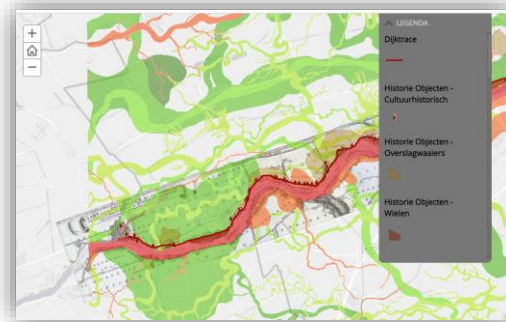 +
−
LEGENDA
Dijktrace
Historie Objecten -
Cultuurhistorisch
Historie Objecten -
Overslagwaaiers
Historie Objecten -
Wielen